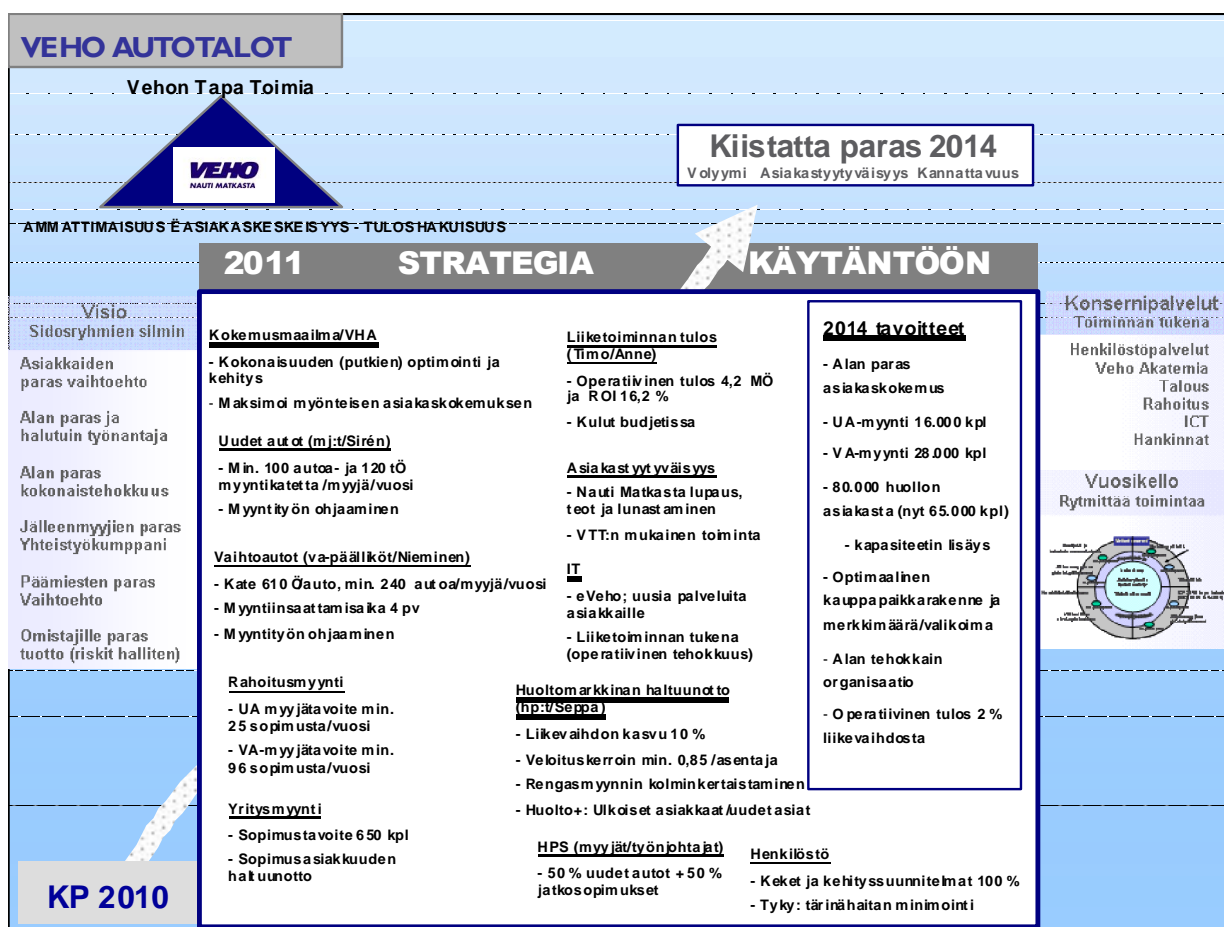 VEHO AUTOTALOT
Vehon Tapa Toimia
VEHO
NAUTI MATKASTA
Kiistatta paras 2014
Volyymi Asiakastyytyväisyys Kannattavuus
AMMATTIMAISUUS Ë ASIAKASKESKEISYYS - TULOSHAKUISUUS
2011 STRATEGIA KÄYTÄNTÖÖN
Visio
Sidosryhmien silmin
Asiakkaiden
paras vaihtoehto
Alan paras ja
halutuin työnantaja
Alan paras
kokonaistehokkuus
Jälleenmyyjien paras
Yhteistyökumppani
Päämiesten paras
Vaihtoehto
Omistajille paras
tuotto (riskit halliten)
KP 2010
Kokemusmaailma/VHA
- Kokonaisuuden (putkien) optimointi ja
kehitys
- Maksimoi myönteisen asiakaskokemuksen
Uudet autot (mj:t/Sirén)
- Min. 100 autoa- ja 120 tÖ
myyntikatetta/myyjä/vuosi
- Myyntityön ohjaaminen
Vaihtoautot (va-päälliköt/Nieminen)
- Kate 610 Öauto, min. 240 autoa/myyjä/vuosi
- Myyntiinsaattamisaika 4 pv
- Myyntityön ohjaaminen
Rahoitusmyynti
- UA myyjätavoite min.
25 sopimusta/vuosi
- VA-myyjätavoite min.
96 sopimusta/vuosi
Yritysmyynti
- Sopimustavoite 650 kpl
- Sopimusasiakkuuden
haltuunotto
Liiketoiminnan tulos
(Timo/Anne)
- Operatiivinen tulos 4,2 MÖ
ja ROI 16,2 %
- Kulut budjetissa
Asiakastyytyväisyys
- Nauti Matkasta lupaus,
teot ja lunastaminen
- VTT:n mukainen toiminta
IT
- eVeho; uusia palveluita
asiakkaille
- Liiketoiminnan tukena
(operatiivinen tehokkuus)
Huoltomarkkinan haltuunotto
(hp:t/Seppä)
- Liikevaihdon kasvu 10 %
- Veloituskerroin min. 0,85 /asentaja
- Rengasmyynnin kolminkertaistaminen
- Huolto+: Ulkoiset asiakkaat/uudet asiat
HPS (myyjät/työnjohtajat)
- 50 % uudet autot + 50 %
jatkosopimukset
Henkilöstö
- Keket ja kehityssuunnitelmat 100 %
- Tyky: tärinähaitan minimointi
2014 tavoitteet
- Alan paras
asiakaskokemus
- UA-myynti 16.000 kpl
- VA-myynti 28.000 kpl
- 80.000 huollon
asiakasta (nyt 65.000 kpl)
- kapasiteetin lisäys
- Optimaalinen
kauppapaikkarakenne ja
merkkimäärä/valikoima
- Alan tehokkain
organisaatio
- Operatiivinen tulos 2 %
liikevaihdosta
Konsernipalvelut
Toiminnan tukena
Henkilöstöpalvelut
Veho Akatemia
Talous
Rahoitus
ICT
Hankinnat
Vuosikello
Rytmittää toimintaa